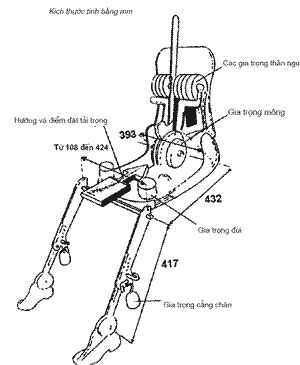 Kích thước tính bằng mm
Các gia trọng thân ngực
Gia trọng mông
Hướng và điểm đặt tải trọng
393
Từ 108 đến 424
432
Gia trọng đùi
417
Gia trọng cẳng chân